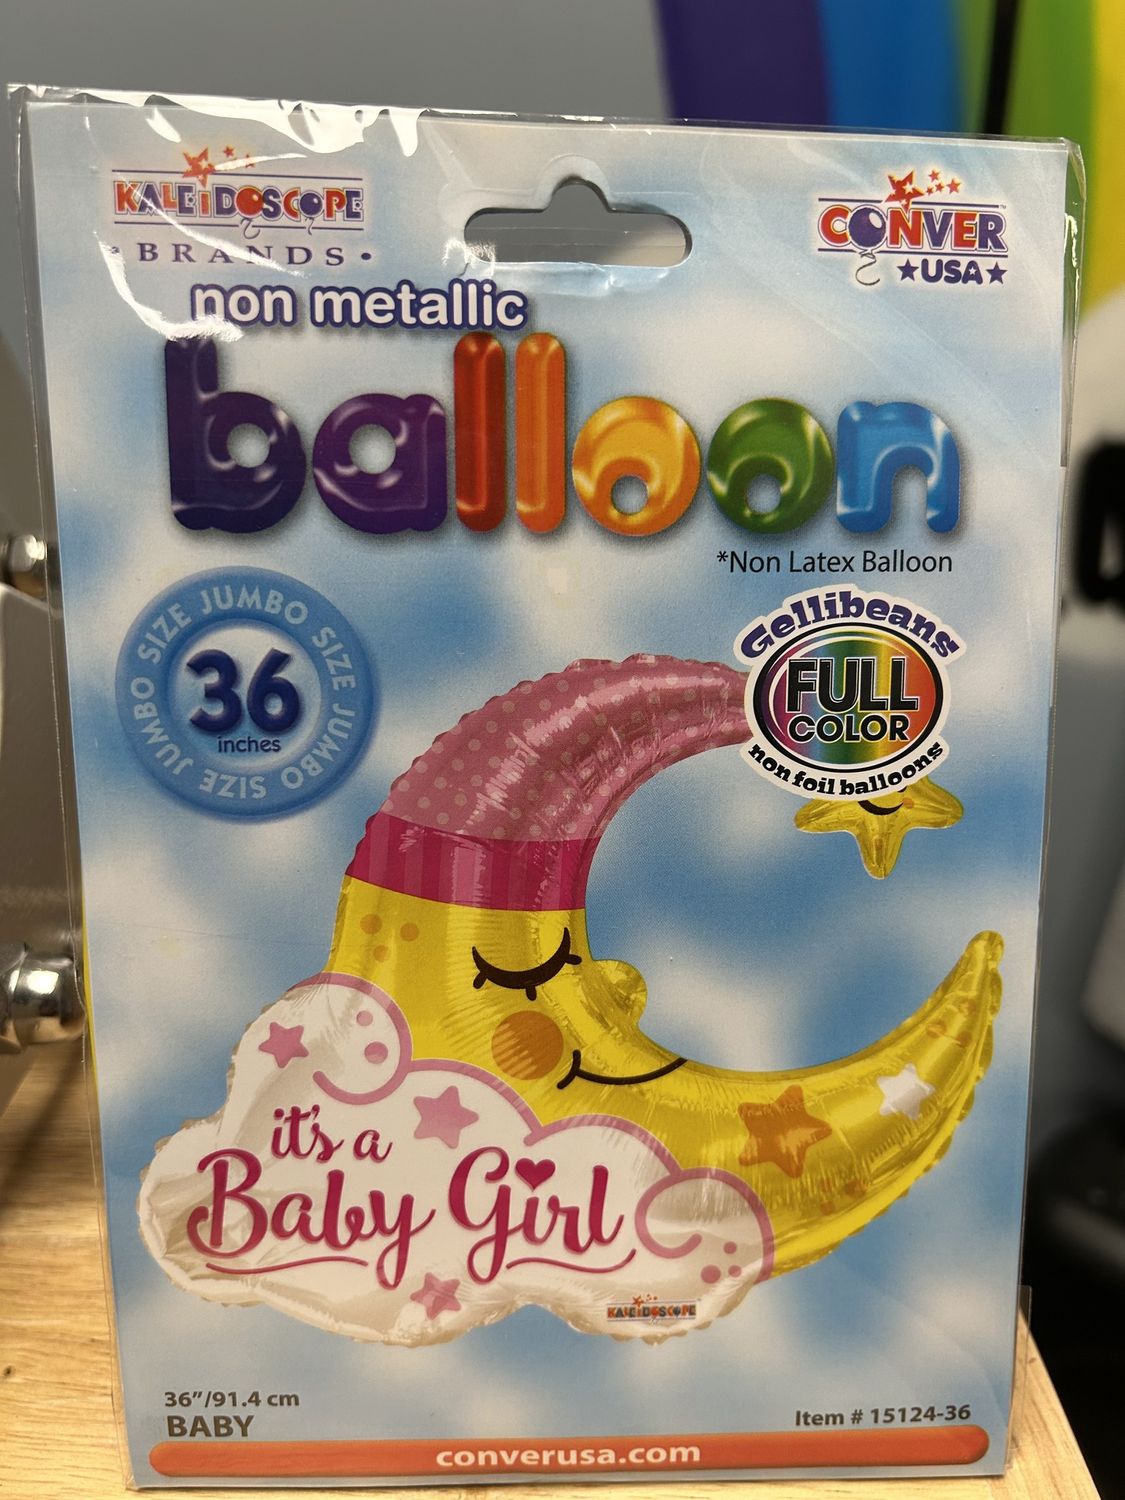 KALEIDOSCOPE
• BRANDS •
CONVER
USA
non metallic
balloon
*Non Latex Balloon
JUMBO SIZE JUMBO SIZE JUMBO SIZE
36
inches
Gellibeans
FULL
COLOR
non foil balloons
it's a
Baby Girl
KALEIDOSCOPE
36"/91.4 cm
BABY
Item # 15124-36
converusa.com